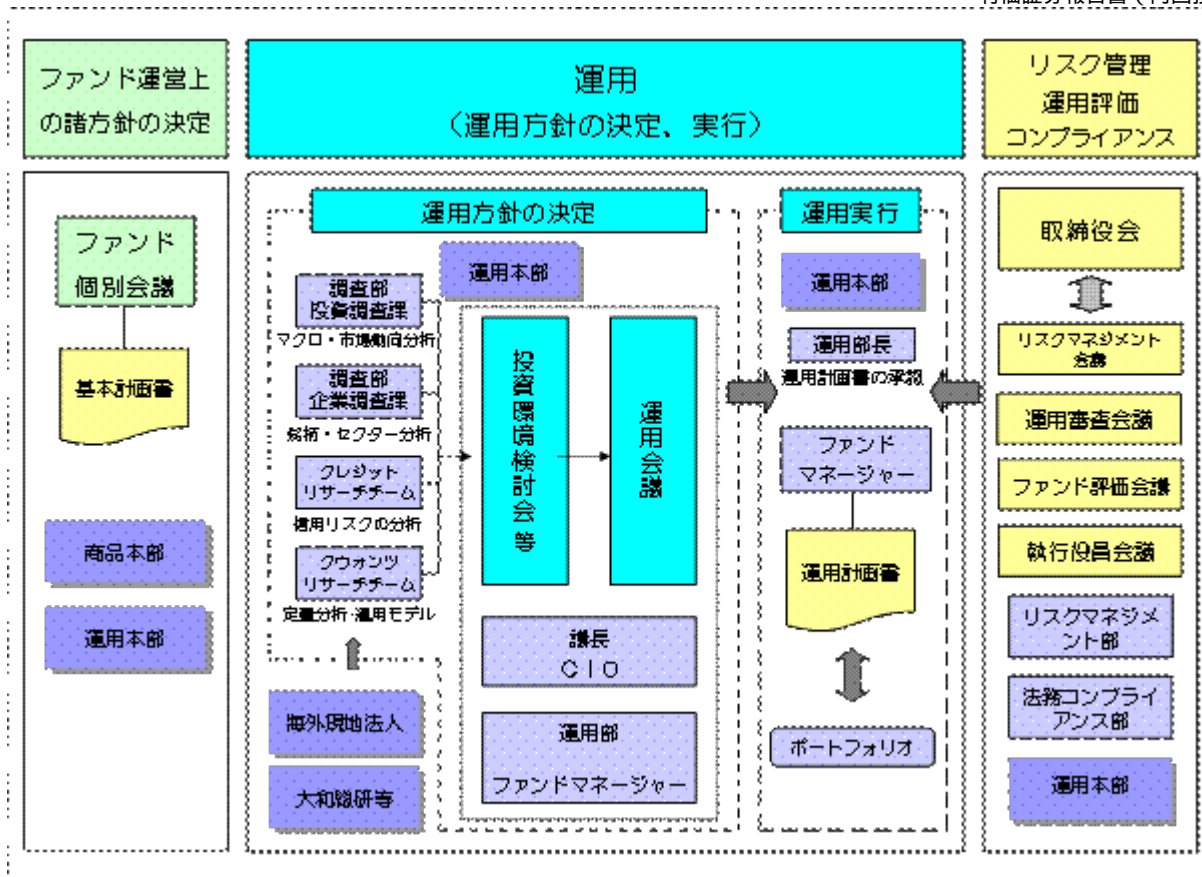 ファンド運営上
の諸方針の決定
運用
（運用方針の決定、実行）
リスク管理
運用評価
コンプライアンス
ファンド
個別会議
基本計画書
商品本部
運用本部
運用方針の決定
運用本部
調査部
投資調査課
マクロ・市場動向分析
調査部
企業調査課
銘柄・セクター分析
クレジット
リサーチチーム
信用リスクの分析
クウォンツ
リサーチチーム
定量分析・運用モデル
海外現地法人
大和総研等
投資環境検討会等
運用会議
議長
ＣＩＯ
運用部
ファンドマネージャー
運用実行
運用本部
運用部長
運用計画書の承認
ファンド
マネージャー
運用計画書
ポートフォリオ
取締役会
リスクマネジメント
会議
運用審査会議
ファンド評価会議
執行役員会議
リスクマネジメ
ント部
法務コンプライ
アンス部
運用本部